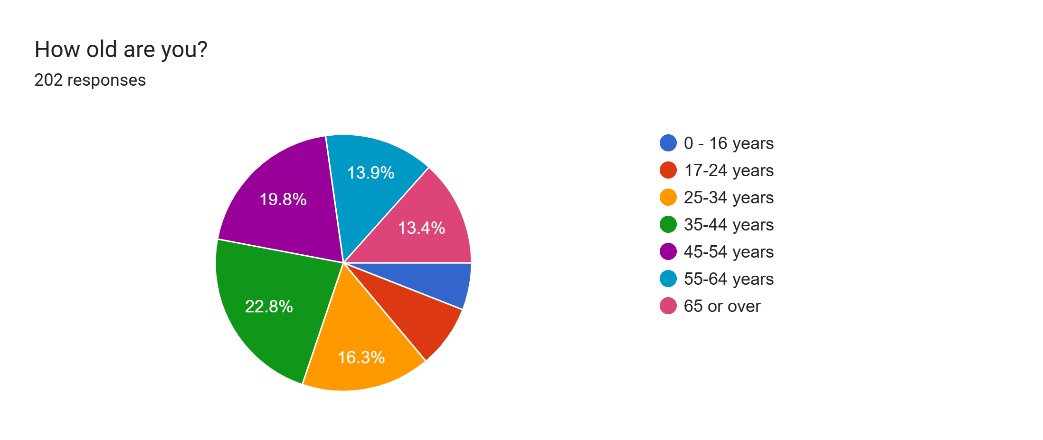 How old are you?
202 responses
13.9%
19.8%
13.4%
22.8%
16.3%
0 - 16 years
17-24 years
25-34 years
35-44 years
45-54 years
55-64 years
65 or over